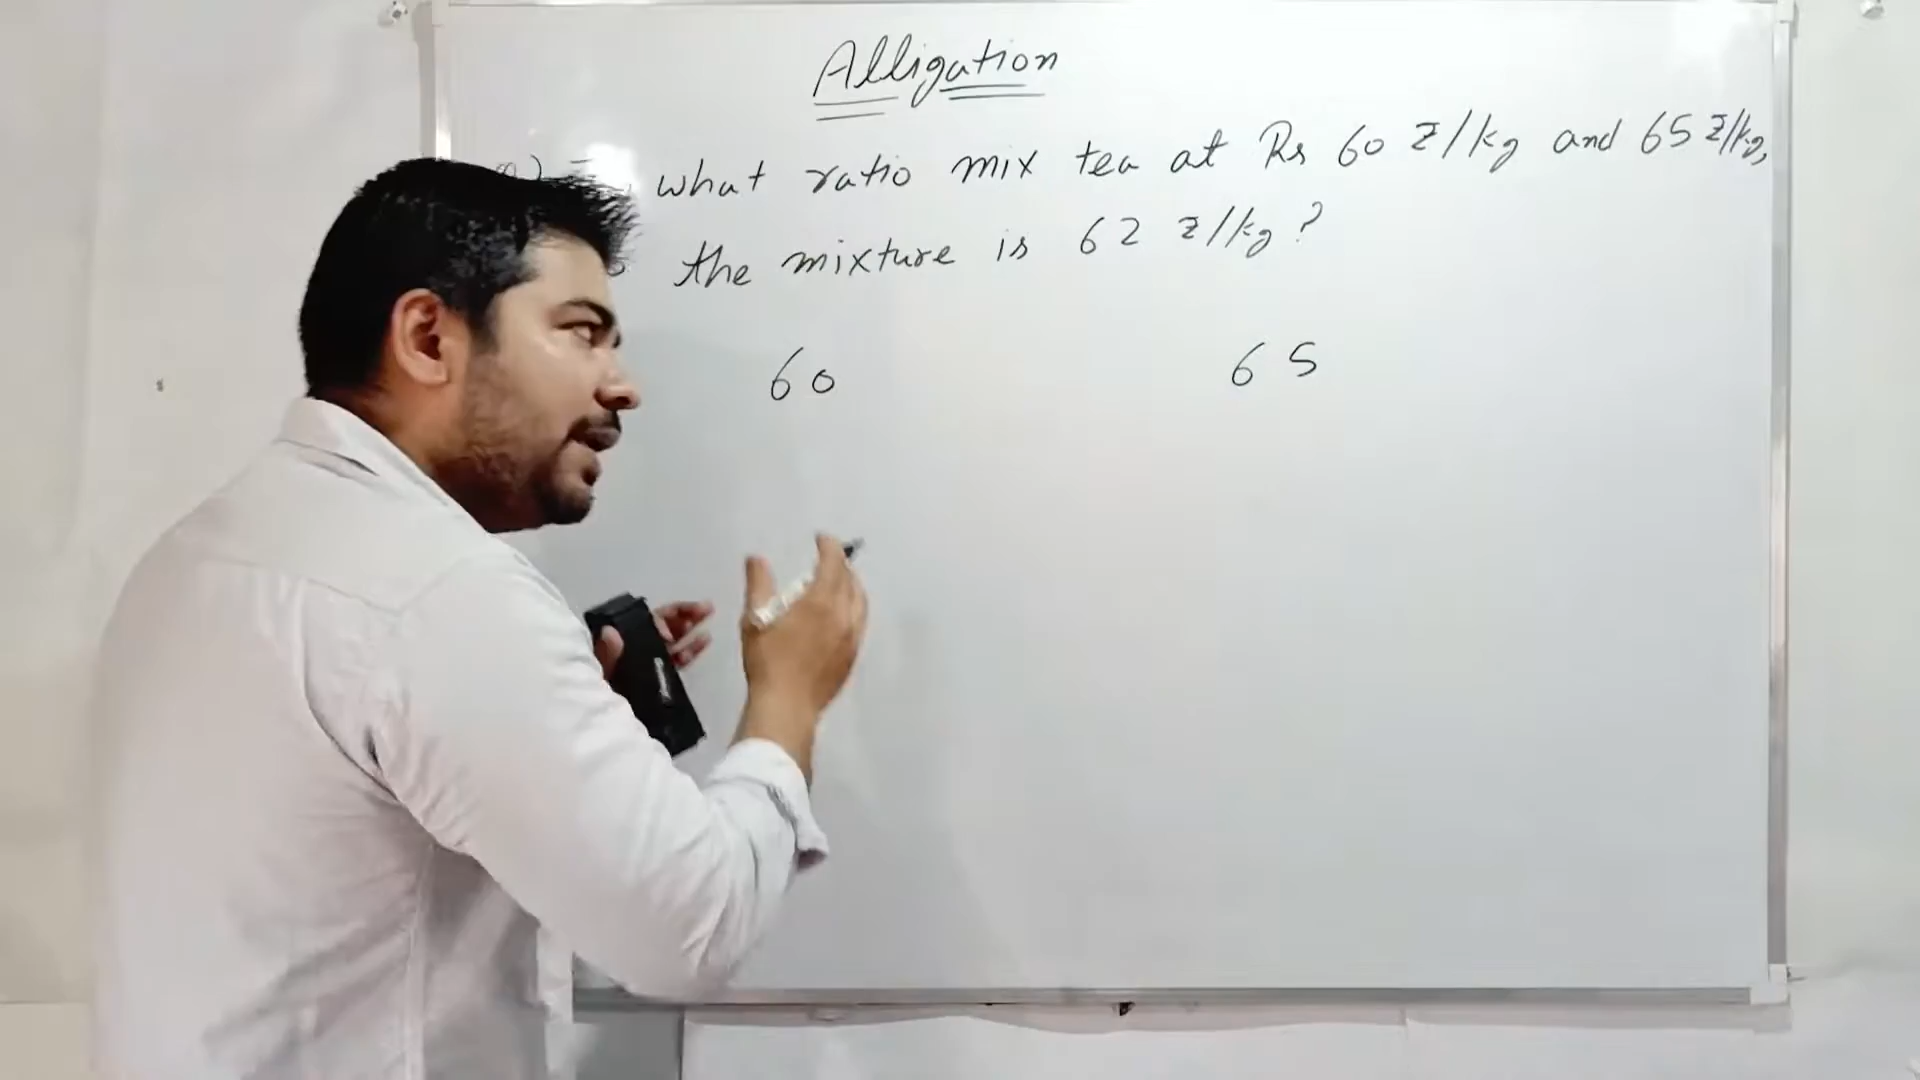 Alligation
what ratio mix tea at Rs 60 ₹/kg and 65 ₹/kg,
the mixture is 62 ₹/kg ?
60 65